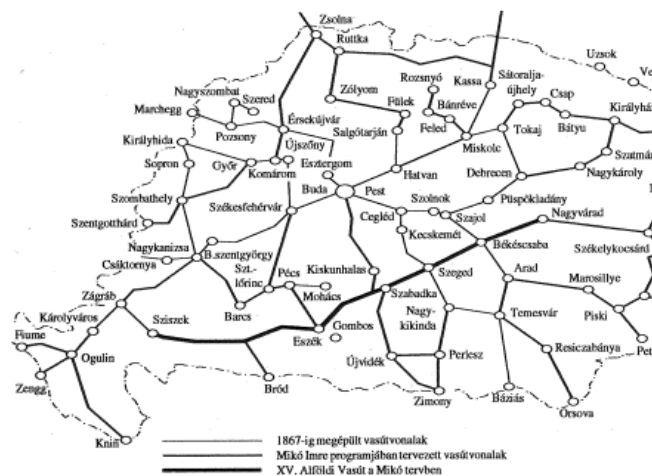 Zsolna
Ruttka
Uzsok
Rozsnyó
Kassa
Sátoralja-
újhely
Nagyszombat
Szered
Zólyom
Fülek
Bánréve
Csap
Marchegg
Érsekújvár
Királyház
Pozsony
Salgótarján
Feled
Tokaj
Bátyu
Királyhida
Újszőny
Miskolc
Szatmár
Győr
Esztergom
Sopron
Komárom
Hatvan
Debrecen
Nagykároly
Buda
Pest
Szombathely
Szolnok
Püspökladány
Székesfehérvár
Cegléd
Szajol
Nagyvárad
Szentgotthárd
Kecskemét
Nagykanizsa
B.szentgyörgy
Békéscsaba
Székelykocsárd
Csáktornya
Szt.-
lőrinc
Pécs
Kiskunhalas
Szeged
Arad
Marosillye
Zágráb
Mohács
Szabadka
Károlyváros
Sziszek
Barcs
Nagy-
kikinda
Temesvár
Piski
Fiume
Gombos
Eszék
Pet
Ogulin
Újvidék
Perlesz
Resiczabánya
Zengg
Bród
Zimony
Báziás
Orsova
Knin
1867-ig megépült vasútvonalak
Mikó Imre programjában tervezett vasútvonalak
XV. Alföldi Vasút a Mikó tervben